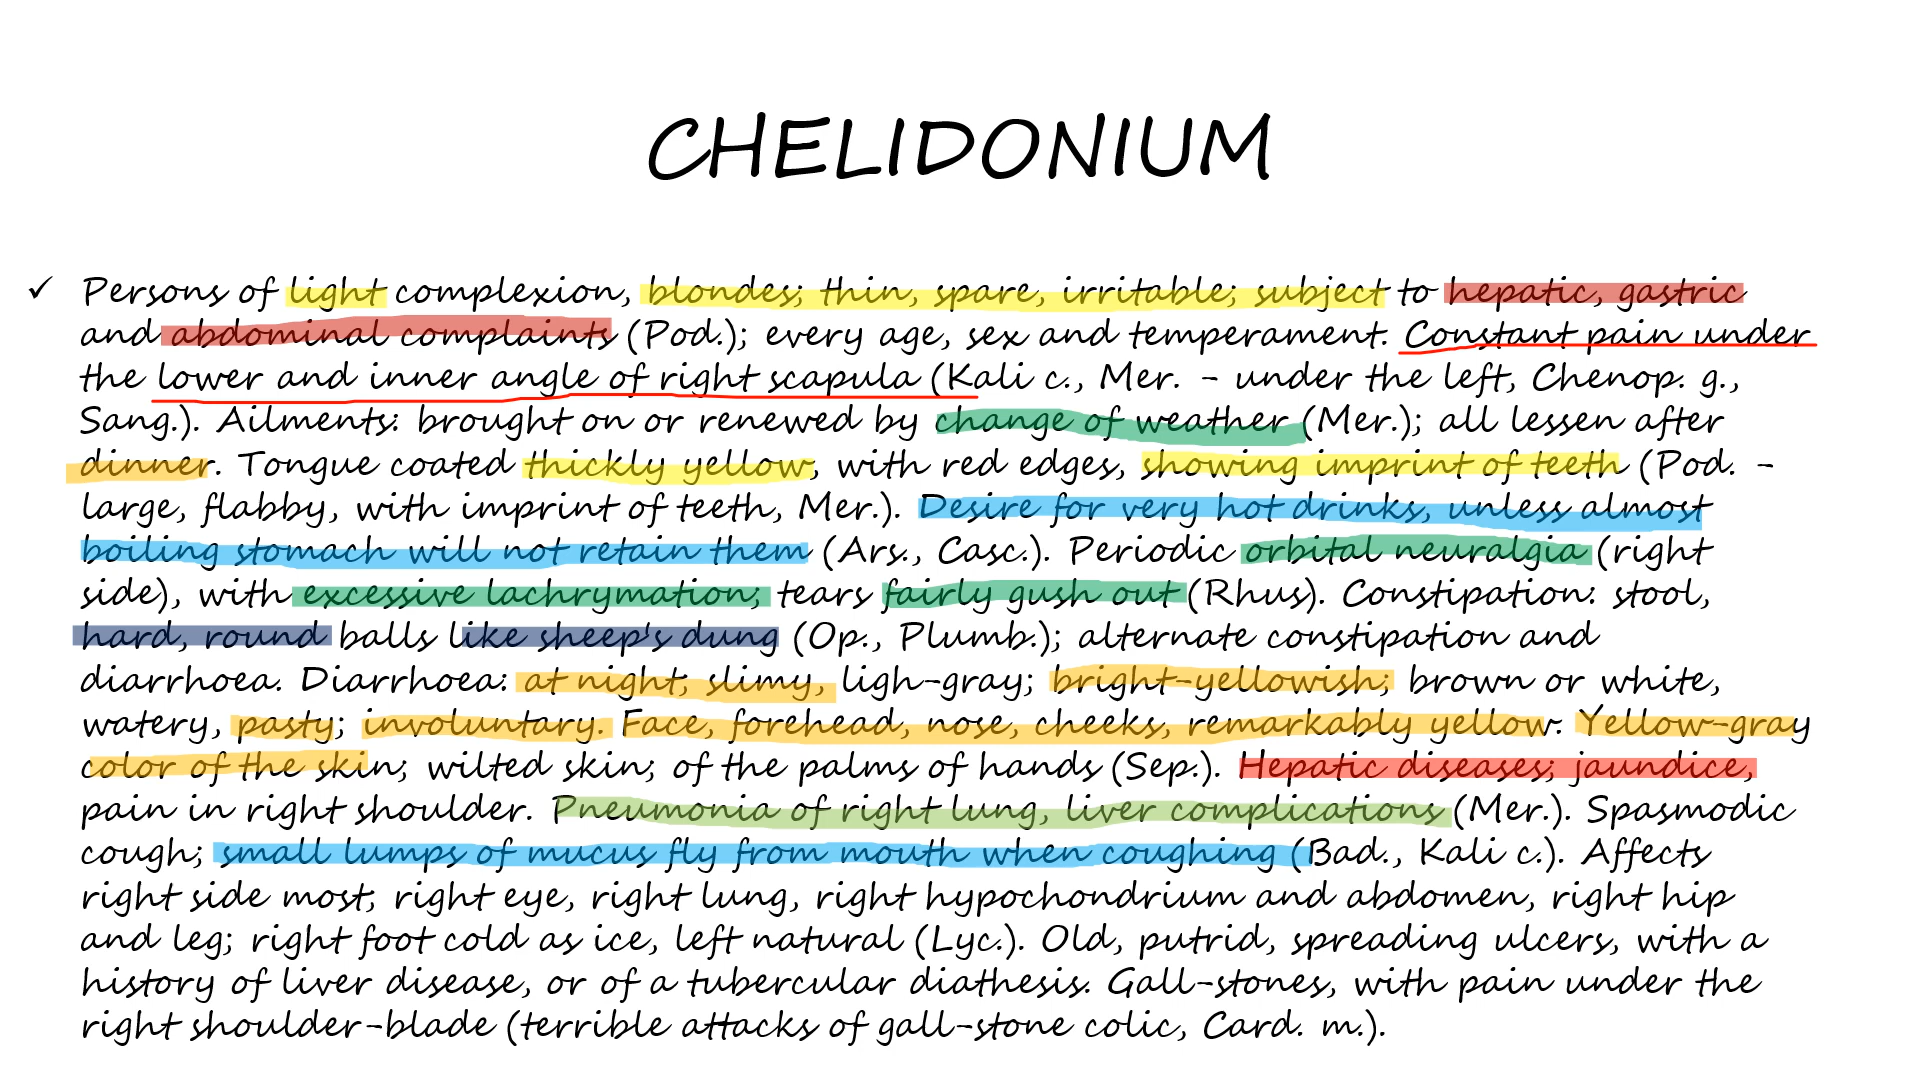 CHELIDONIUM
✓ Persons of light complexion, blondes; thin, spare, irritable; subject to hepatic, gastric
and abdominal complaints (Pod.); every age, sex and temperament. Constant pain under
the lower and inner angle of right scapula (Kali c., Mer. - under the left, Chenop. g.,
Sang.). Ailments: brought on or renewed by change of weather (Mer.); all lessen after
dinner. Tongue coated thickly yellow, with red edges, showing imprint of teeth (Pod. -
large, flabby, with imprint of teeth, Mer.). Desire for very hot drinks, unless almost
boiling stomach will not retain them (Ars., Casc.). Periodic orbital neuralgia (right
side), with excessive lachrymation; tears fairly gush out (Rhus). Constipation: stool,
hard, round balls like sheep's dung (Op., Plumb.); alternate constipation and
diarrhoea. Diarrhoea: at night; slimy, ligh-gray; bright-yellowish; brown or white,
watery, pasty; involuntary. Face, forehead, nose, cheeks, remarkably yellow. Yellow-gray
color of the skin; wilted skin; of the palms of hands (Sep.). Hepatic diseases; jaundice,
pain in right shoulder. Pneumonia of right lung, liver complications (Mer.). Spasmodic
cough; small lumps of mucus fly from mouth when coughing (Bad., Kali c.). Affects
right side most; right eye, right lung, right hypochondrium and abdomen, right hip
and leg; right foot cold as ice, left natural (Lyc.). Old, putrid, spreading ulcers, with a
history of liver disease, or of a tubercular diathesis. Gall-stones, with pain under the
right shoulder-blade (terrible attacks of gall-stone colic, Card. m.).